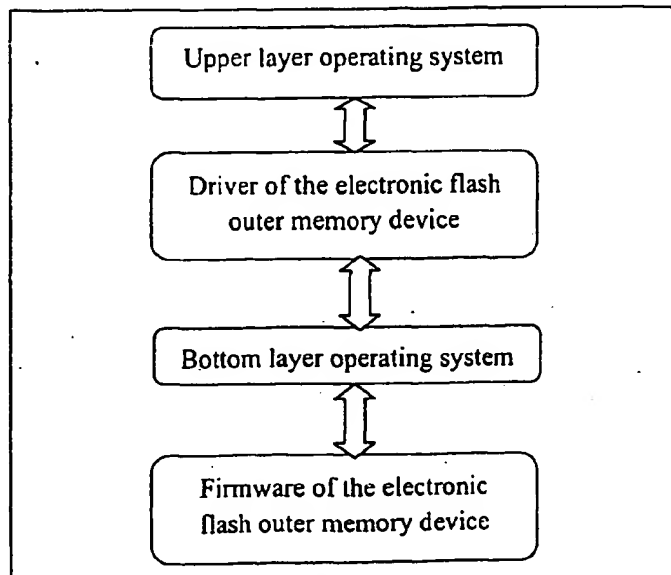 Upper layer operating system
Driver of the electronic flash
outer memory device
Bottom layer operating system
Firmware of the electronic
flash outer memory device